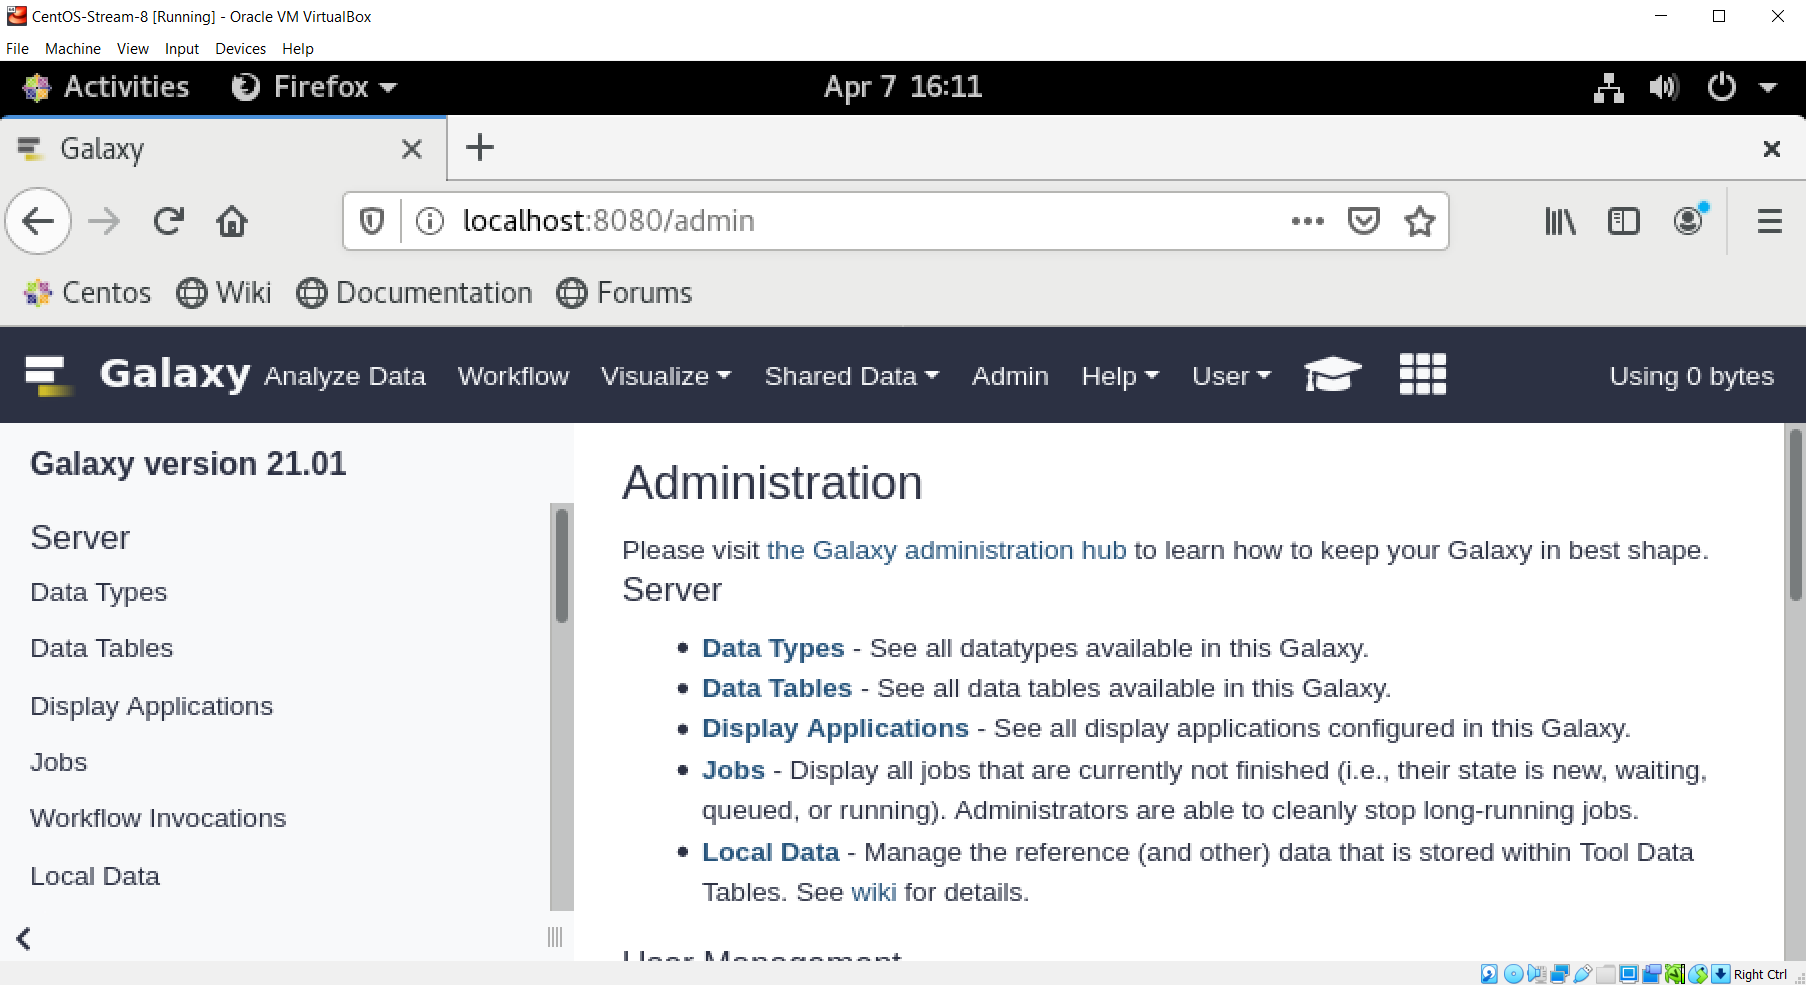 CentOS-Stream-8 [Running] - Oracle VM VirtualBox
File Machine View Input Devices Help
Activities Firefox Apr 7 16:11
Galaxy
localhost:8080/admin
Centos Wiki Documentation Forums
Galaxy Analyze Data Workflow Visualize Shared Data Admin Help User Using 0 bytes
Galaxy version 21.01
Server
Data Types
Data Tables
Display Applications
Jobs
Workflow Invocations
Local Data
Administration
Please visit the Galaxy administration hub to learn how to keep your Galaxy in best shape.
Server
Data Types - See all datatypes available in this Galaxy.
Data Tables - See all data tables available in this Galaxy.
Display Applications - See all display applications configured in this Galaxy.
Jobs - Display all jobs that are currently not finished (i.e., their state is new, waiting,
queued, or running). Administrators are able to cleanly stop long-running jobs.
Local Data - Manage the reference (and other) data that is stored within Tool Data
Tables. See wiki for details.
User Management
Right Ctrl